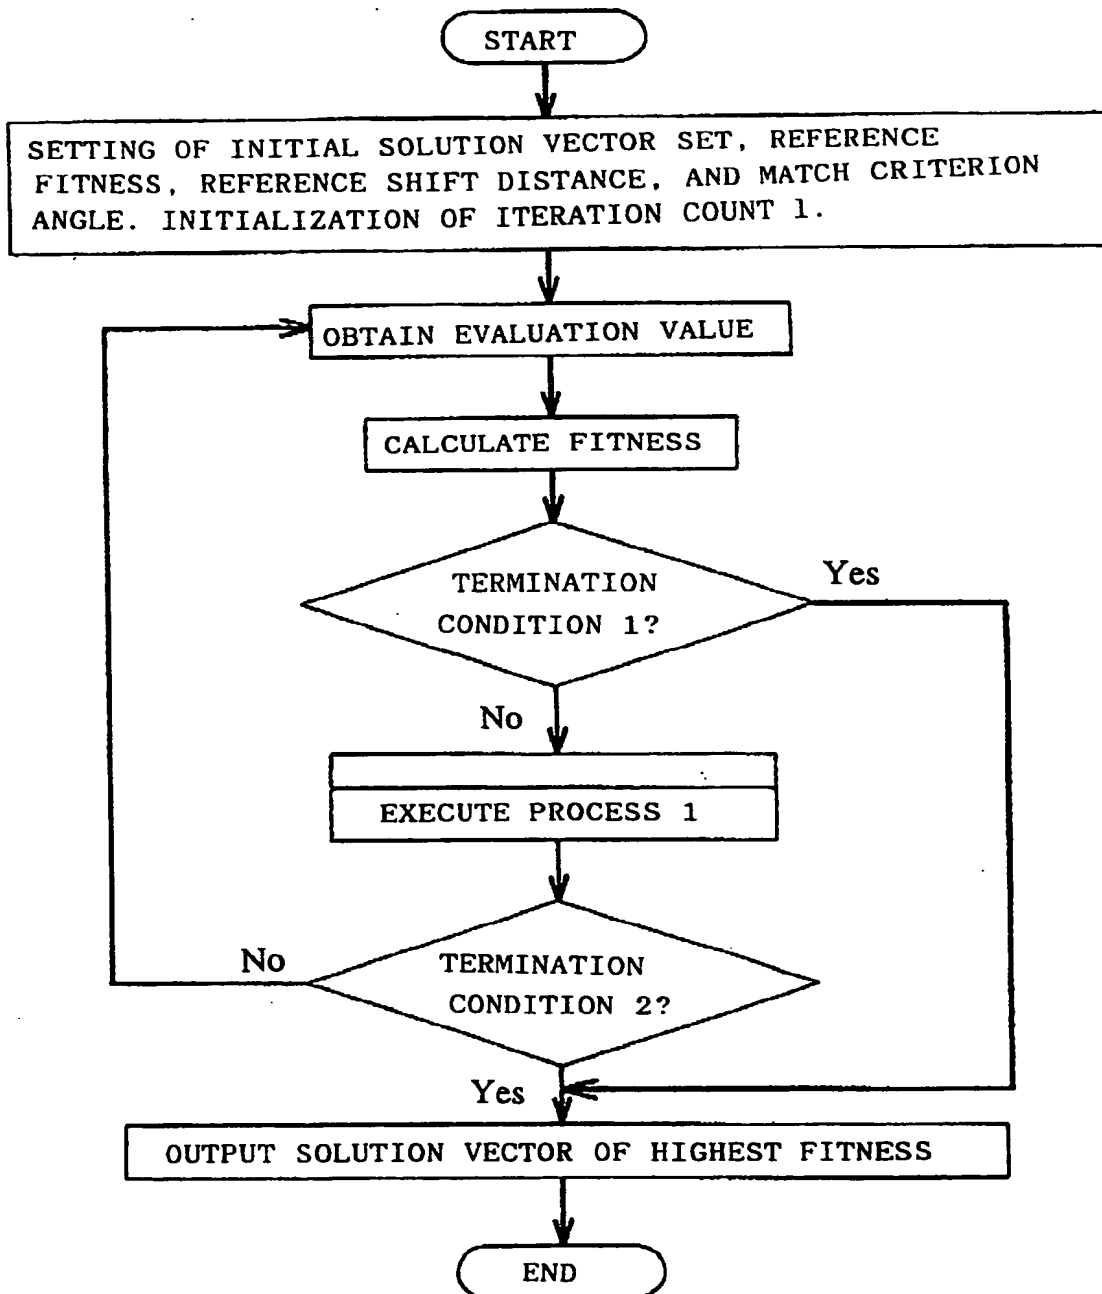 START
SETTING OF INITIAL SOLUTION VECTOR SET, REFERENCE
FITNESS, REFERENCE SHIFT DISTANCE, AND MATCH CRITERION
ANGLE. INITIALIZATION OF ITERATION COUNT 1.
OBTAIN EVALUATION VALUE
CALCULATE FITNESS
TERMINATION
CONDITION 1?
Yes
No
EXECUTE PROCESS 1
TERMINATION
CONDITION 2?
No
Yes
OUTPUT SOLUTION VECTOR OF HIGHEST FITNESS
END